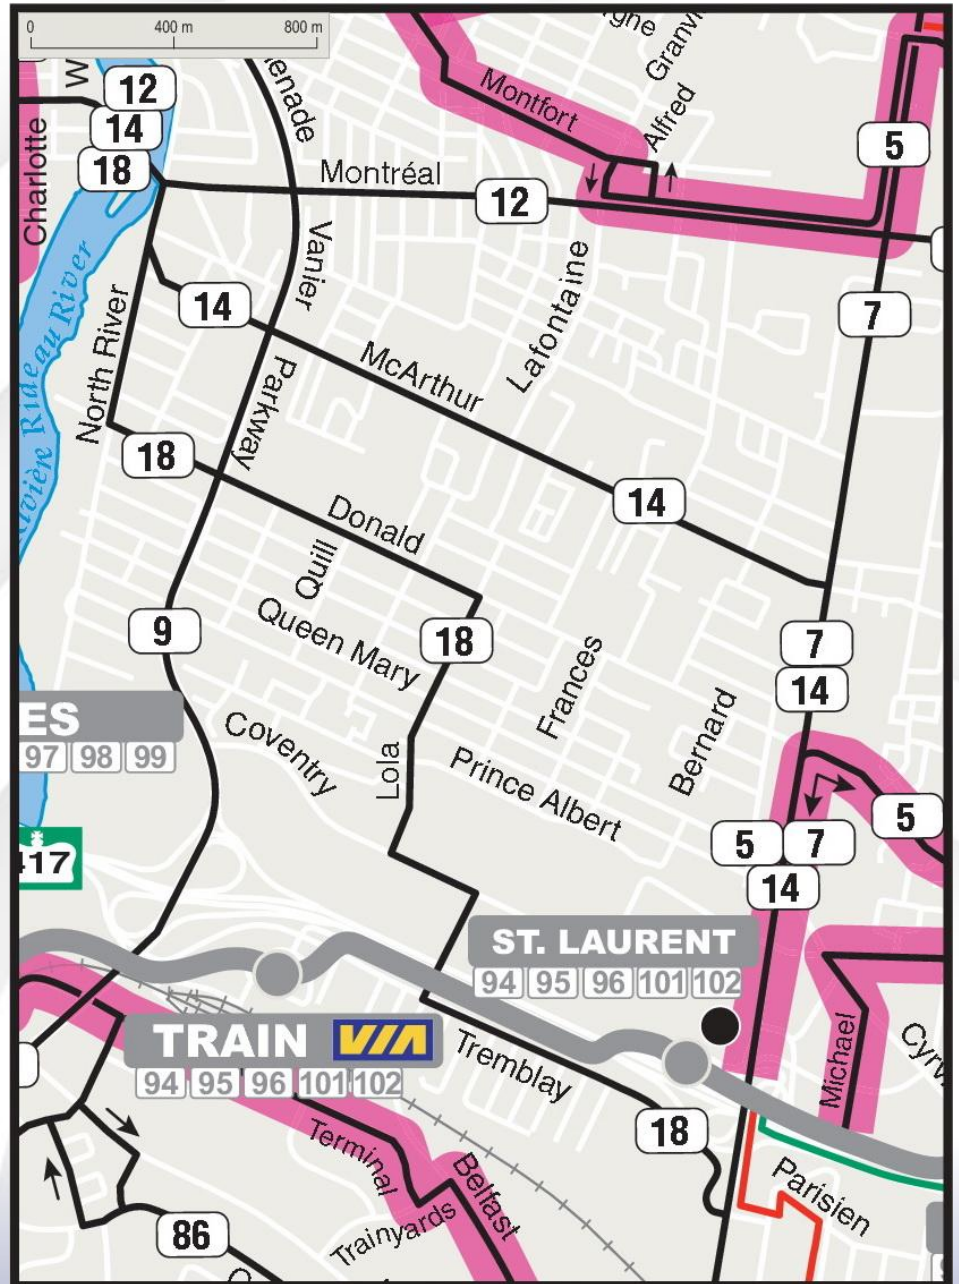 0 400 m 800 m
W
12
14
18
Charlotte
Montfort
Alfred
5
Montréal
12
Vanier
7
Lafontaine
14
North River
McArthur
Parkway
18
14
Donald
Quill
Queen Mary
9
18
7
14
Frances
Bernard
ES
97 98 99
Coventry
Lola
Prince Albert
5
5 7
14
417
ST. LAURENT
94 95 96 101 102
TRAIN VIA
94 95 96 101 102
Tremblay
Michael
18
Terminal
Belfast
Parisien
Trainyards
86
Rideau River